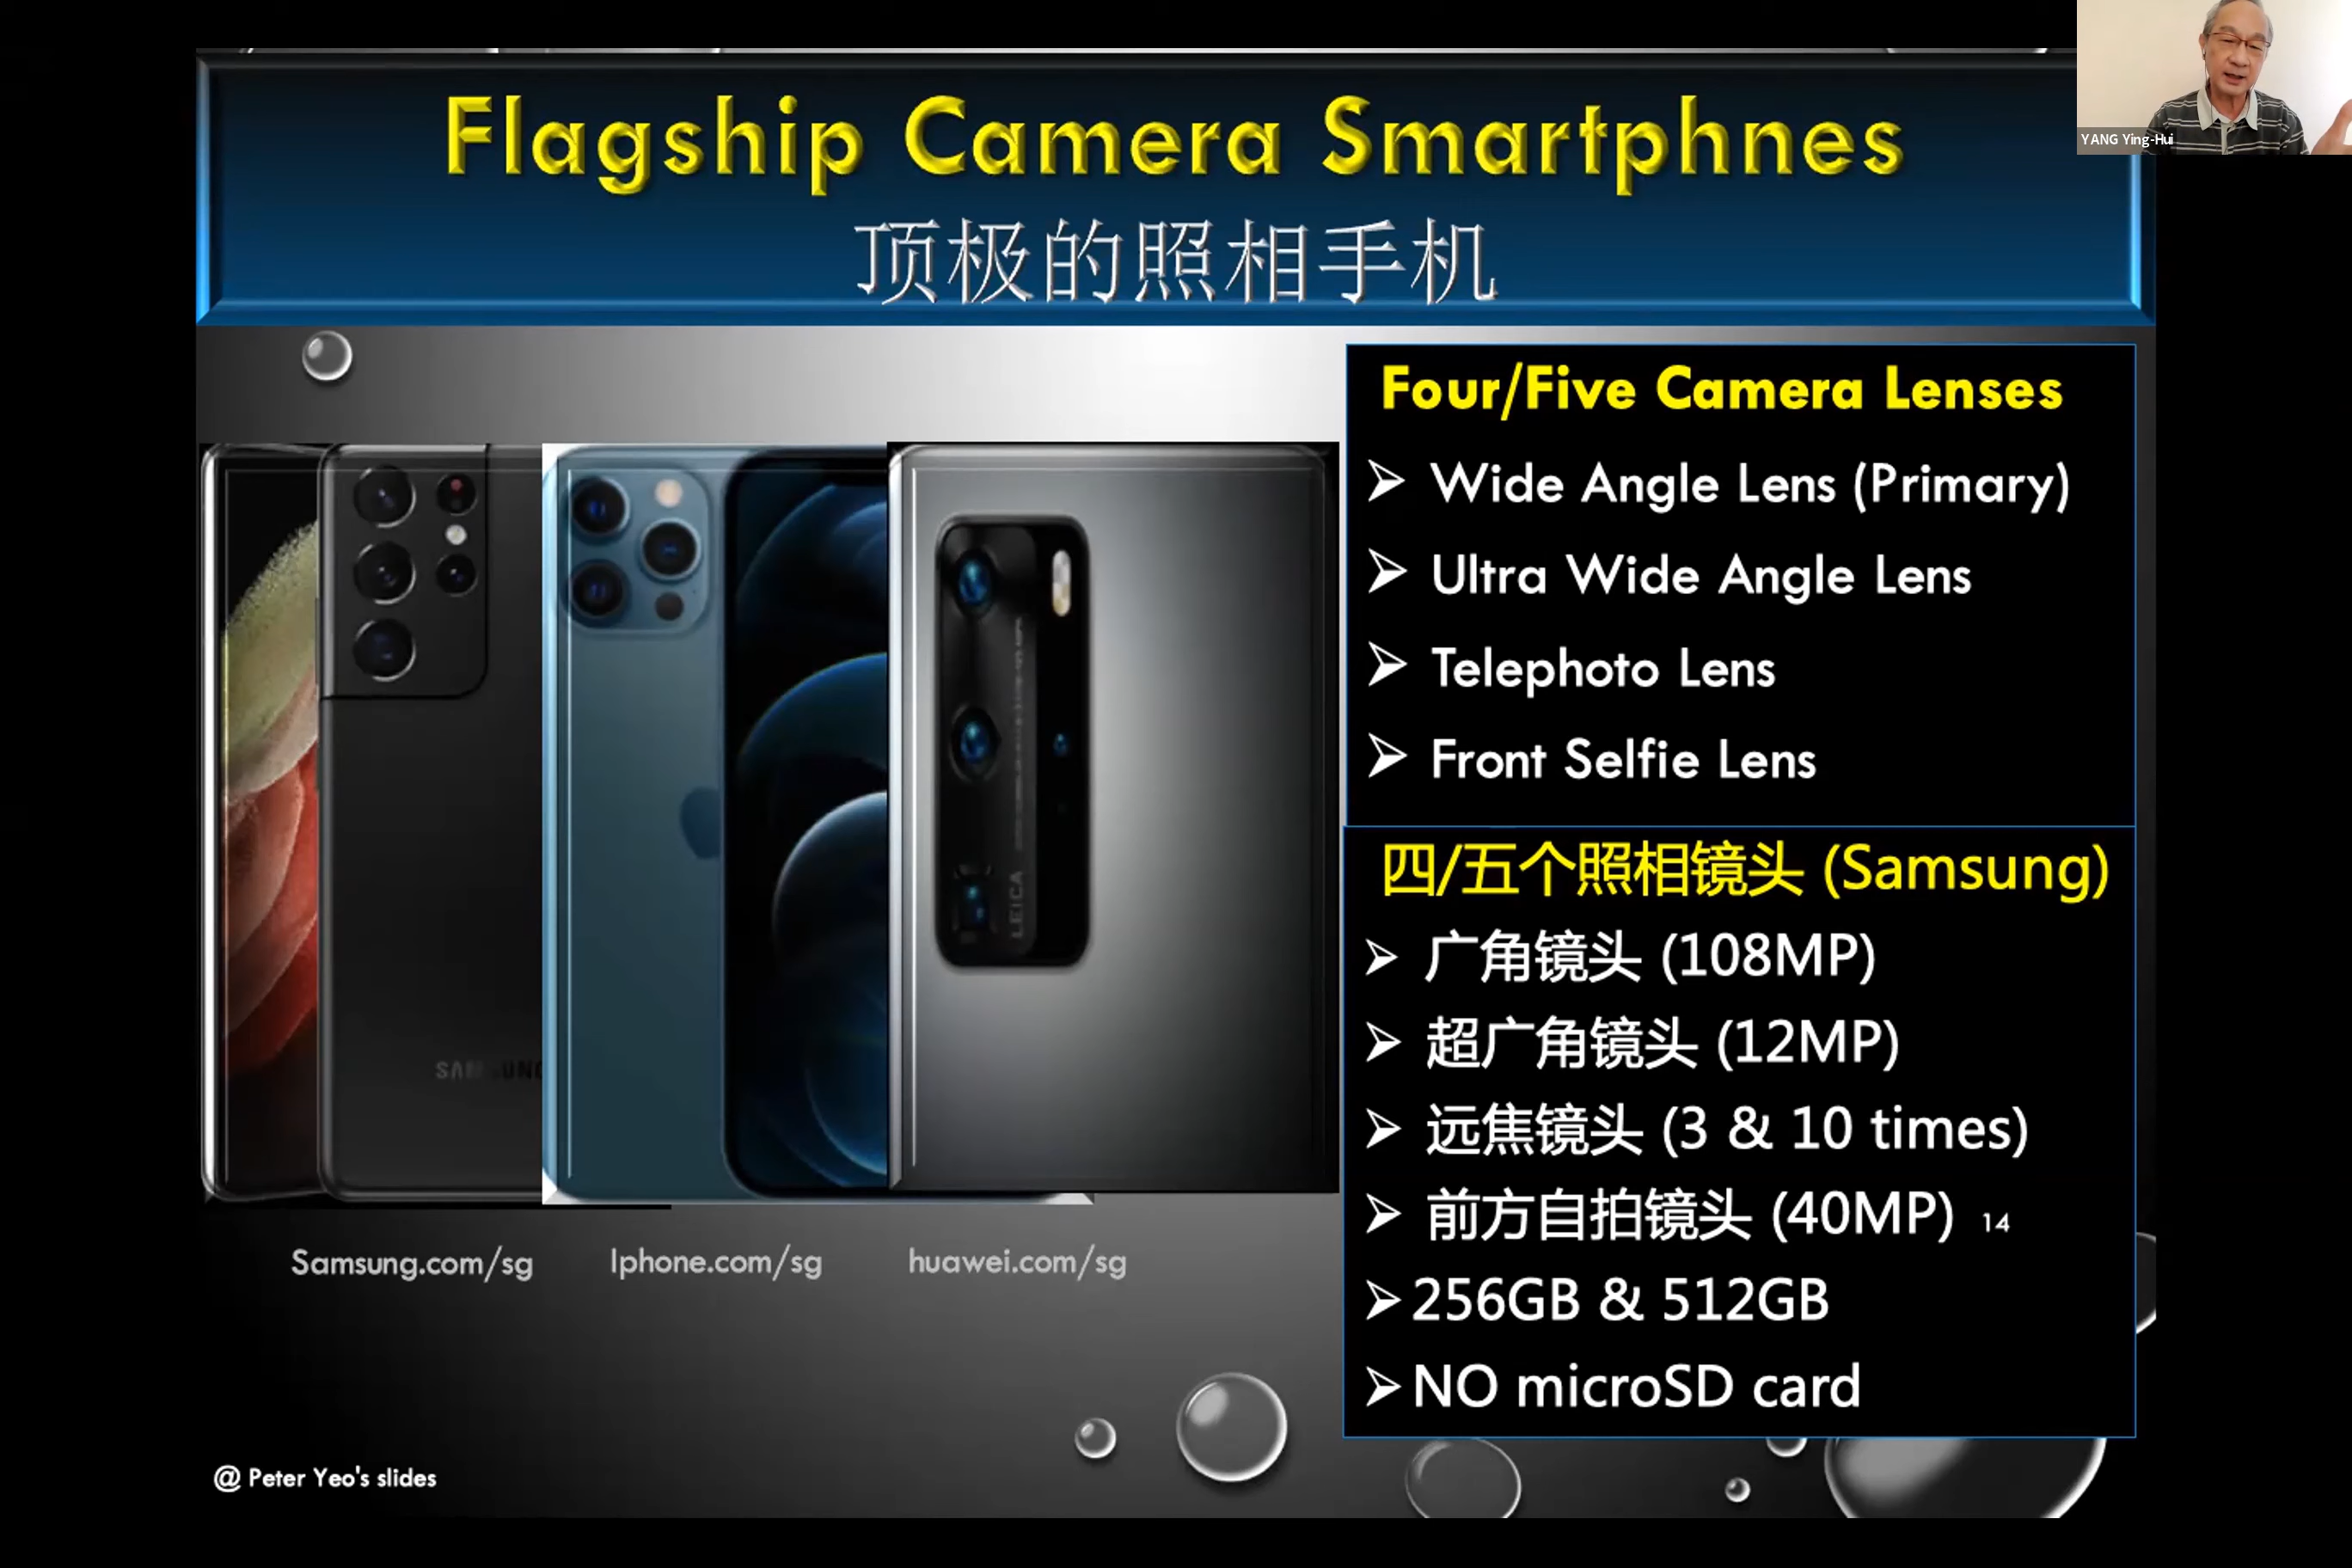 Flagship Camera Smartphnes
顶极的照相手机
YANG Ying-Hui
Four/Five Camera Lenses
➢ Wide Angle Lens (Primary)
➢ Ultra Wide Angle Lens
➢ Telephoto Lens
➢ Front Selfie Lens
四/五个照相镜头 (Samsung)
➢ 广角镜头 (108MP)
➢ 超广角镜头 (12MP)
➢ 远焦镜头 (3 & 10 times)
➢ 前方自拍镜头 (40MP)
14
➢ 256GB & 512GB
➢ NO microSD card
LEICA
SAMSUNG
Samsung.com/sg
Iphone.com/sg
huawei.com/sg
@ Peter Yeo's slides